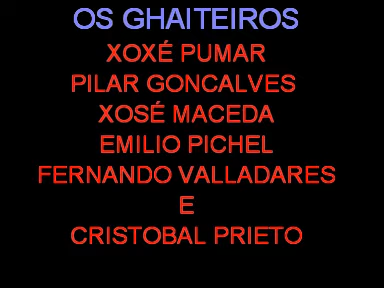 OS GHAITEIROS
XOXÉ PUMAR
PILAR GONCALVES
XOSÉ MACEDA
EMILIO PICHEL
FERNANDO VALLADARES
E
CRISTOBAL PRIETO